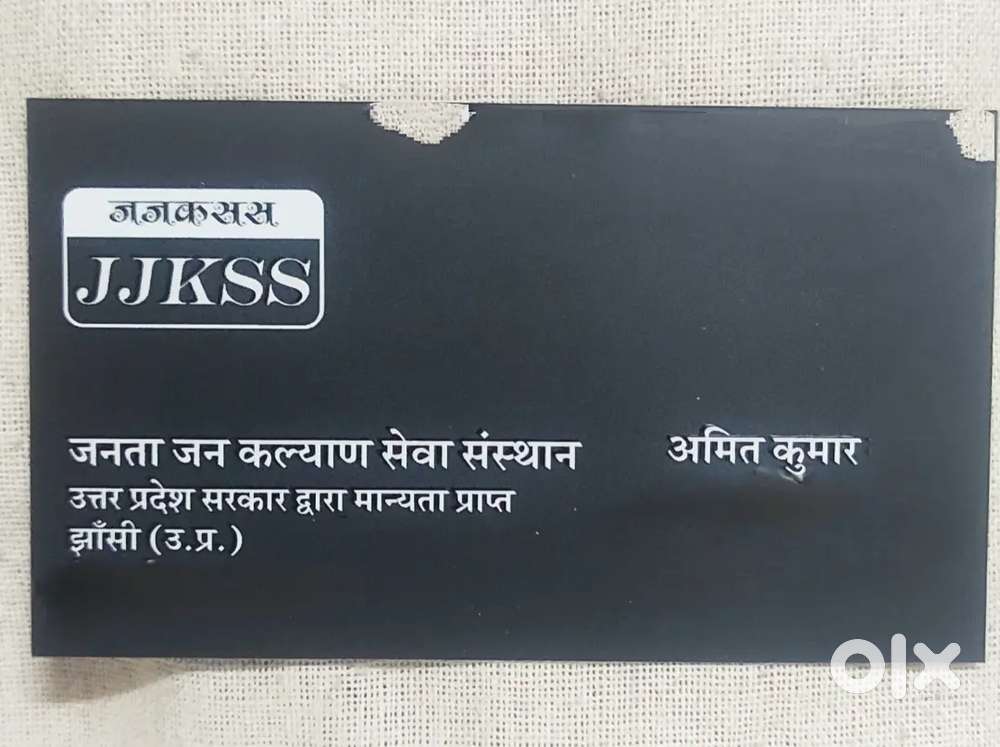 जजकसस
JJKSS
जनता जन कल्याण सेवा संस्थान
उत्तर प्रदेश सरकार द्वारा मान्यता प्राप्त
झाँसी (उ.प्र.)
अमित कुमार
olx